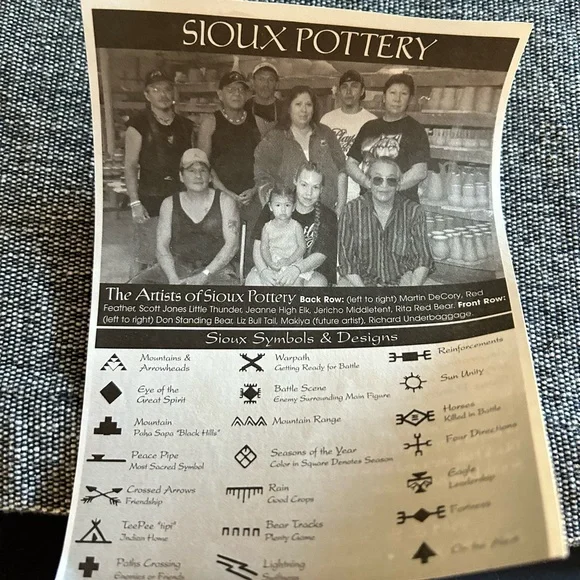 SIOUX POTTERY
The Artists of Sioux Pottery Back Row: (left to right) Martin DeCory, Red
Feather, Scott Jones Little Thunder, Jeanne High Elk, Jericho Middletent, Rita Red Bear. Front Row:
(left to right) Don Standing Bear, Liz Bull Tail, Makiya (future artist), Richard Underbaggage.
Sioux Symbols & Designs
Mountains &
Arrowheads
Eye of the
Great Spirit
Mountain
Paha Sapa "Black Hills"
Peace Pipe
Most Sacred Symbol
Crossed Arrows
Friendship
TeePee "tipi"
Indian Home
Paths Crossing
Enemies or Friends
Warpath
Getting Ready for Battle
Battle Scene
Enemy Surrounding Main Figure
Mountain Range
Seasons of the Year
Color in Square Denotes Season
Rain
Good Crops
Bear Tracks
Plenty Game
Lightning
Swiftness
Reinforcements
Sun Unity
Horses
Killed in Battle
Four Directions
Eagle
Leadership
Fortress
On the